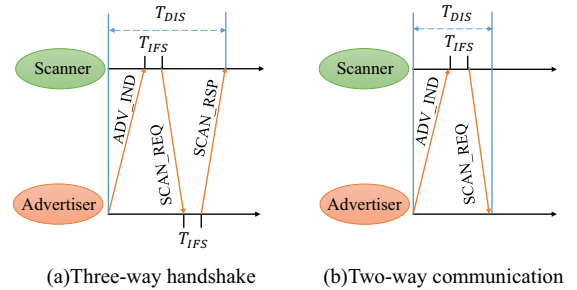 T_DIS
T_IFS
Scanner
ADV_IND
SCAN_REQ
SCAN_RSP
Advertiser
T_IFS
(a)Three-way handshake
T_DIS
T_IFS
Scanner
ADV_IND
SCAN_REQ
Advertiser
(b)Two-way communication